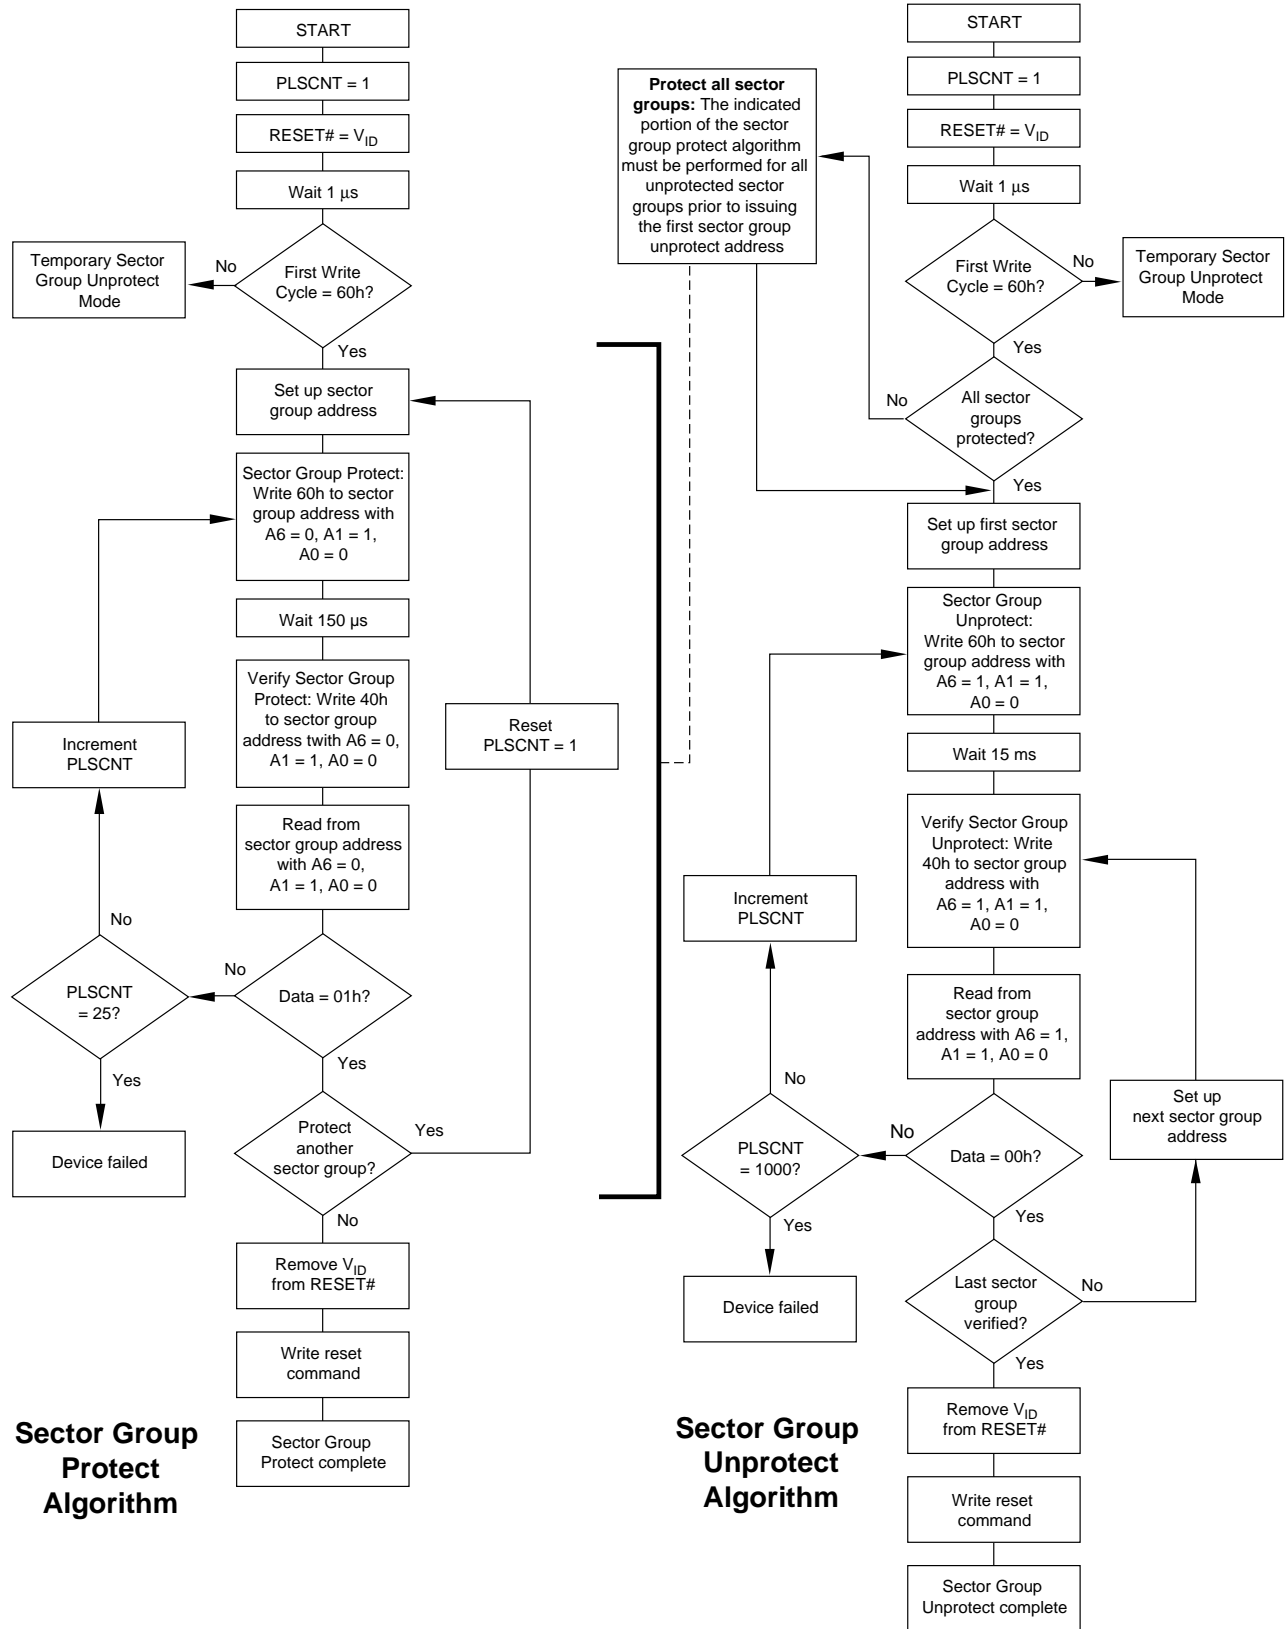 START
PLSCNT = 1
RESET# = VID
Wait 1 μs
First Write
Cycle = 60h?
No
Temporary Sector
Group Unprotect
Mode
Yes
Set up sector
group address
Sector Group Protect:
Write 60h to sector
group address with
A6 = 0, A1 = 1,
A0 = 0
Wait 150 µs
Verify Sector Group
Protect: Write 40h
to sector group
address twith A6 = 0,
A1 = 1, A0 = 0
Increment
PLSCNT
Reset
PLSCNT = 1
Read from
sector group address
with A6 = 0,
A1 = 1, A0 = 0
No
No
PLSCNT
= 25?
Data = 01h?
Yes
Yes
Device failed
Protect
another
sector group?
Yes
No
Remove VID
from RESET#
Write reset
command
Sector Group
Protect complete
Sector Group
Protect
Algorithm
START
PLSCNT = 1
RESET# = VID
Wait 1 μs
Protect all sector
groups: The indicated
portion of the sector
group protect algorithm
must be performed for all
unprotected sector
groups prior to issuing
the first sector group
unprotect address
First Write
Cycle = 60h?
No
Temporary Sector
Group Unprotect
Mode
Yes
No
All sector
groups
protected?
Yes
Set up first sector
group address
Sector Group
Unprotect:
Write 60h to sector
group address with
A6 = 1, A1 = 1,
A0 = 0
Wait 15 ms
Verify Sector Group
Unprotect: Write
40h to sector group
address with
A6 = 1, A1 = 1,
A0 = 0
Increment
PLSCNT
Read from
sector group
address with A6 = 1,
A1 = 1, A0 = 0
No
No
PLSCNT
= 1000?
Data = 00h?
Set up
next sector group
address
Yes
Yes
Device failed
Last sector
group
verified?
No
Yes
Remove VID
from RESET#
Write reset
command
Sector Group
Unprotect complete
Sector Group
Unprotect
Algorithm